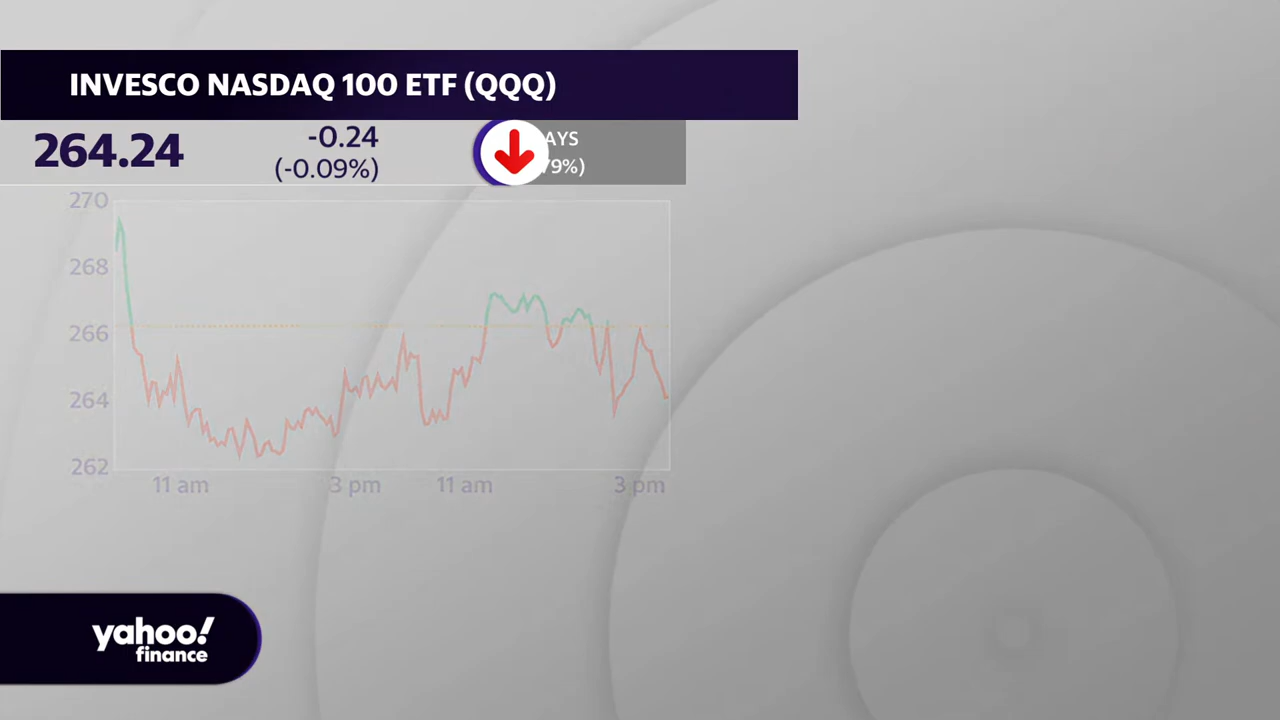 INVESCO NASDAQ 100 ETF (QQQ)
264.24
-0.24
(-0.09%)
AYS
79%)
270
268
266
264
262
11 am
3 pm
11 am
3 pm
yahoo!
finance